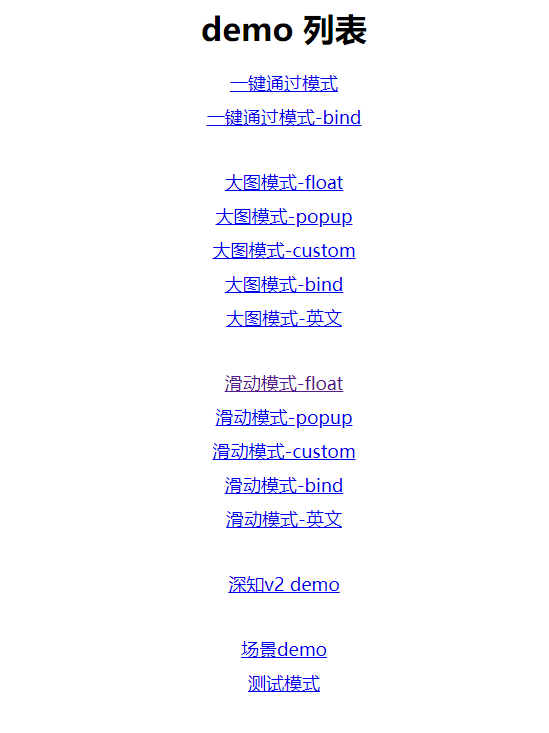 demo 列表
一键通过模式
一键通过模式-bind
大图模式-float
大图模式-popup
大图模式-custom
大图模式-bind
大图模式-英文
滑动模式-float
滑动模式-popup
滑动模式-custom
滑动模式-bind
滑动模式-英文
深知v2 demo
场景demo
测试模式